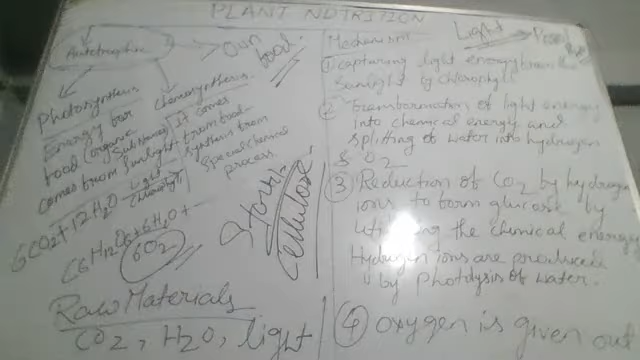 PLANT NUTRITION
Autotrophic
Own
food.
Photosynthesis
Energy for
food (organic
substances)
comes from sunlight
Chemosynthesis.
It comes
from food
synthesis from
special chemical
process.
6CO2+12H2O light
chlorophyll
C6H12O6+6H2O+
6O2
Starch
Cellulose
Raw Materials
CO2, H2O, light
Light
Mechanism
① capturing light energy from the
sunlight by chlorophyll
② Transformation of light energy
into chemical energy and
splitting of water into hydrogen
& O2
③ Reduction of CO2 by hydrogen
ions to form glucose by
utilising the chemical energy
Hydrogen ions are produced
by photolysis of water.
④ oxygen is given out